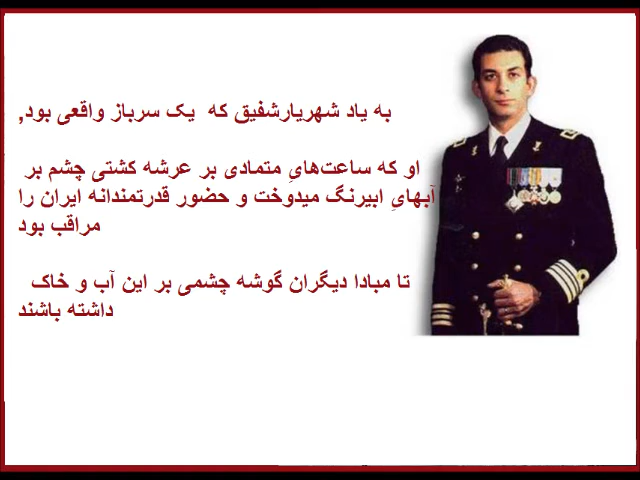 به یاد شهریارشفیق که یک سرباز واقعی بود,
او که ساعت‌هایِ متمادی بر عرشه کشتی چشم بر
آبهایِ ابیرنگ میدوخت و حضور قدرتمندانه ایران را
مراقب بود
تا مبادا دیگران گوشه چشمی بر این آب و خاک
داشته باشند